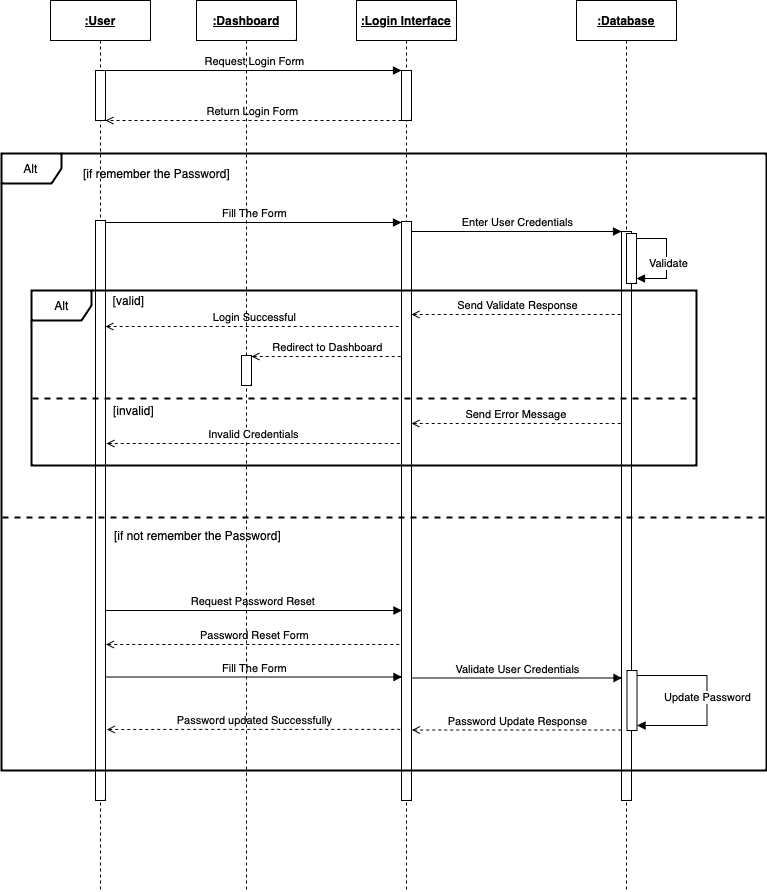 :User
:Dashboard
:Login Interface
:Database
Request Login Form
Return Login Form
Alt
[if remember the Password]
Fill The Form
Enter User Credentials
Validate
Alt
[valid]
Send Validate Response
Login Successful
Redirect to Dashboard
[invalid]
Send Error Message
Invalid Credentials
[if not remember the Password]
Request Password Reset
Password Reset Form
Fill The Form
Validate User Credentials
Update Password
Password updated Successfully
Password Update Response